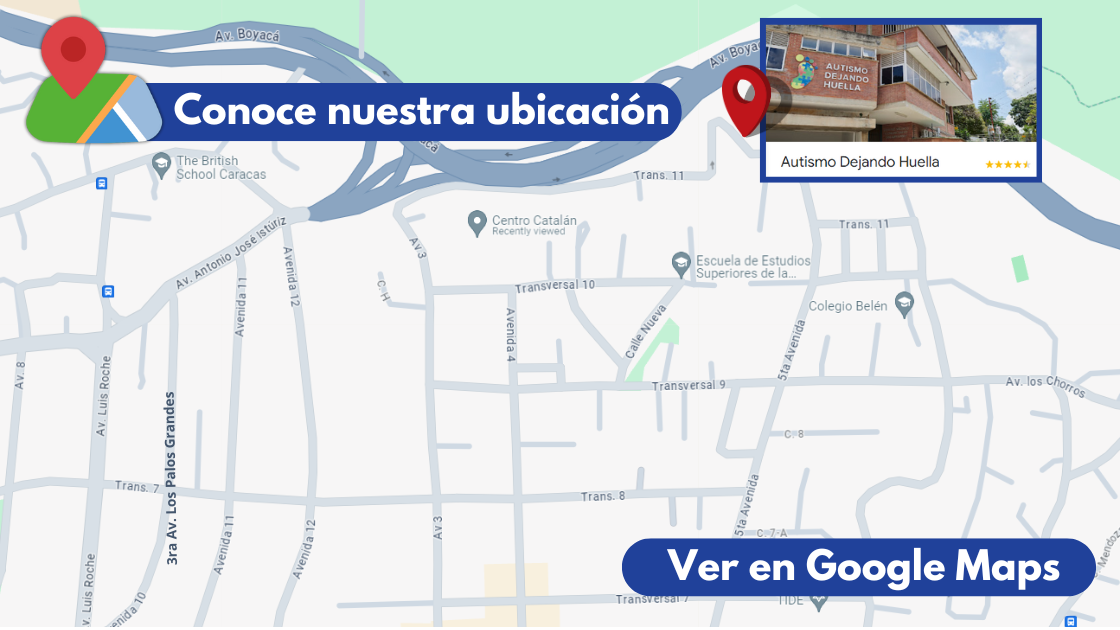 Av. Boyacá
Av. Boya
Conoce nuestra ubicación
AUTISMO
DEJANDO
HUELLA
Autismo Dejando Huella
The British
School Caracas
Trans. 11
Centro Catalán
Recently viewed
Trans. 11
Av. Antonio José Istúriz
Av 3
Avenida 12
Escuela de Estudios
Superiores de la...
Avenida 11
C. H
Transversal 10
Colegio Belén
Avenida 4
Calle Nueva
5ta Avenida
Av. 8
Av. Luis Roche
Transversal 9
Av. los Chorros
3ra Av. Los Palos Grandes
C. 8
Trans. 7
Trans. 8
5ta Avenida
Avenida 11
Avenida 12
Av 3
C. 7-A
Mendoza
Ver en Google Maps
v. Luis Roche
enida 10
Transversal 7
TIDE